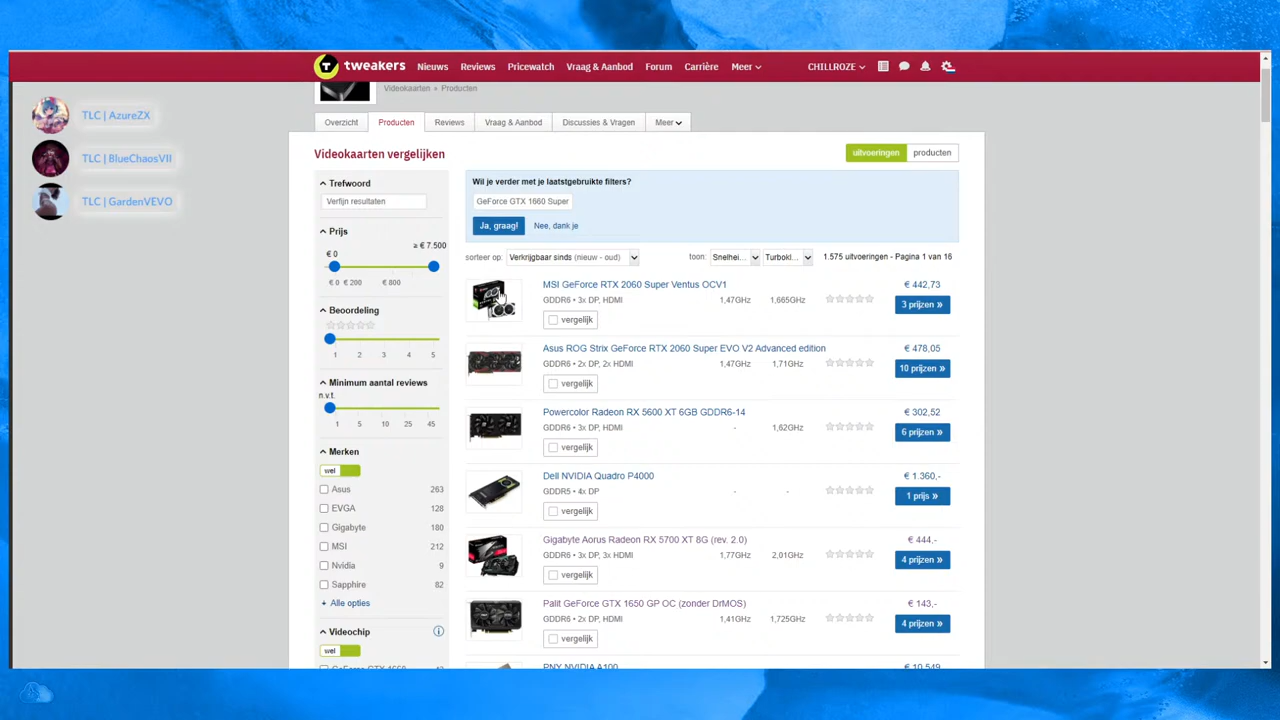 tweakers Nieuws Reviews Pricewatch Vraag & Aanbod Forum Carrière Meer CHILLROZE
Videokaarten » Producten
Overzicht Producten Reviews Vraag & Aanbod Discussies & Vragen Meer
TLC | AzureZX
TLC | BlueChaosVII
TLC | GardenVEVO
Videokaarten vergelijken
uitvoeringen producten
Trefwoord
Verfijn resultaten
Prijs
≥ € 7.500
€ 0
€ 0 € 200 € 800
Beoordeling
1 2 3 4 5
Minimum aantal reviews
n.v.t.
1 5 10 25 45
Merken
wel
Asus 263
EVGA 128
Gigabyte 180
MSI 212
Nvidia 9
Sapphire 82
+ Alle opties
Videochip
wel
Wil je verder met je laatstgebruikte filters?
GeForce GTX 1660 Super
Ja, graag! Nee, dank je
sorteer op: Verkrijgbaar sinds (nieuw - oud) toon: Snelhei... Turbokl... 1.575 uitvoeringen - Pagina 1 van 16
MSI GeForce RTX 2060 Super Ventus OCV1 € 442,73
GDDR6 • 3x DP, HDMI 1,47GHz 1,665GHz 3 prijzen »
vergelijk
Asus ROG Strix GeForce RTX 2060 Super EVO V2 Advanced edition € 478,05
GDDR6 • 2x DP, 2x HDMI 1,47GHz 1,71GHz 10 prijzen »
vergelijk
Powercolor Radeon RX 5600 XT 6GB GDDR6-14 € 302,52
GDDR6 • 3x DP, HDMI - 1,62GHz 6 prijzen »
vergelijk
Dell NVIDIA Quadro P4000 € 1.360,-
GDDR5 • 4x DP - - 1 prijs »
vergelijk
Gigabyte Aorus Radeon RX 5700 XT 8G (rev. 2.0) € 444,-
GDDR6 • 3x DP, 3x HDMI 1,77GHz 2,01GHz 4 prijzen »
vergelijk
Palit GeForce GTX 1650 GP OC (zonder DrMOS) € 143,-
GDDR6 • 2x DP, HDMI 1,41GHz 1,725GHz 4 prijzen »
vergelijk
PNY NVIDIA A100 € 10.549